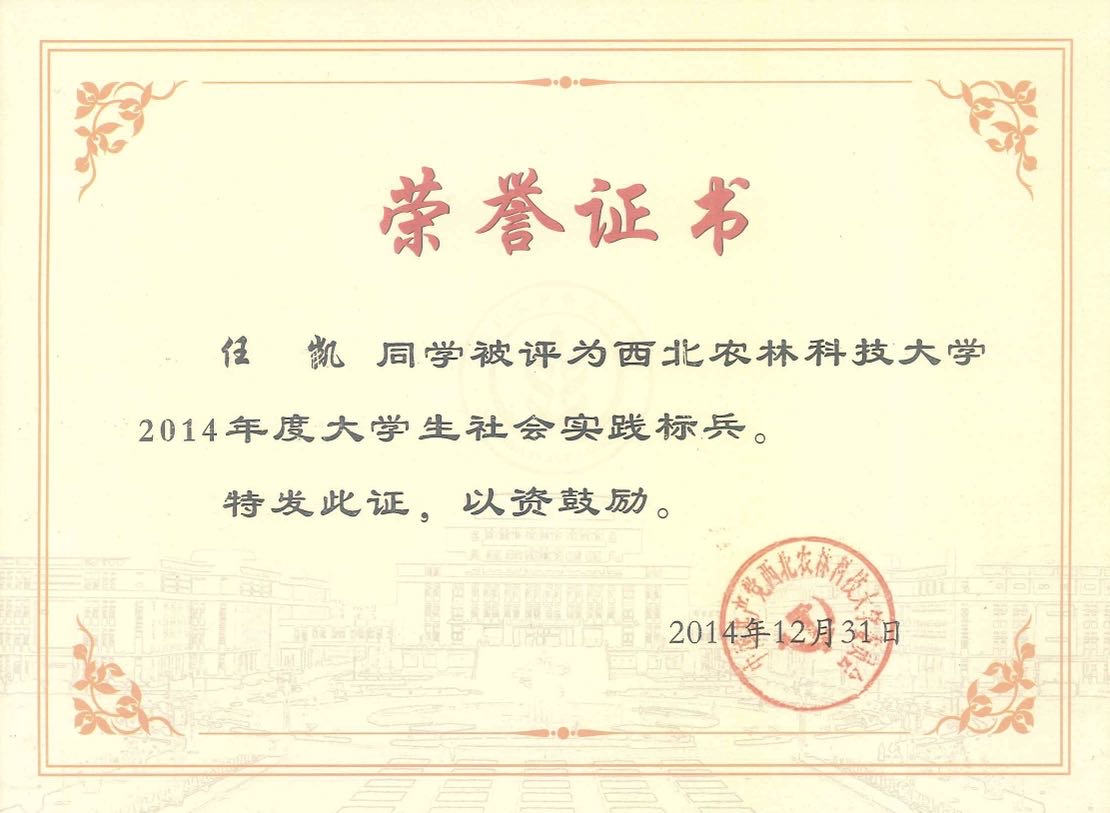 荣誉证书
任 凯 同学被评为西北农林科技大学
2014年度大学生社会实践标兵。
特发此证，以资鼓励。
中国共产党西北农林科技大学委员会
2014年12月31日